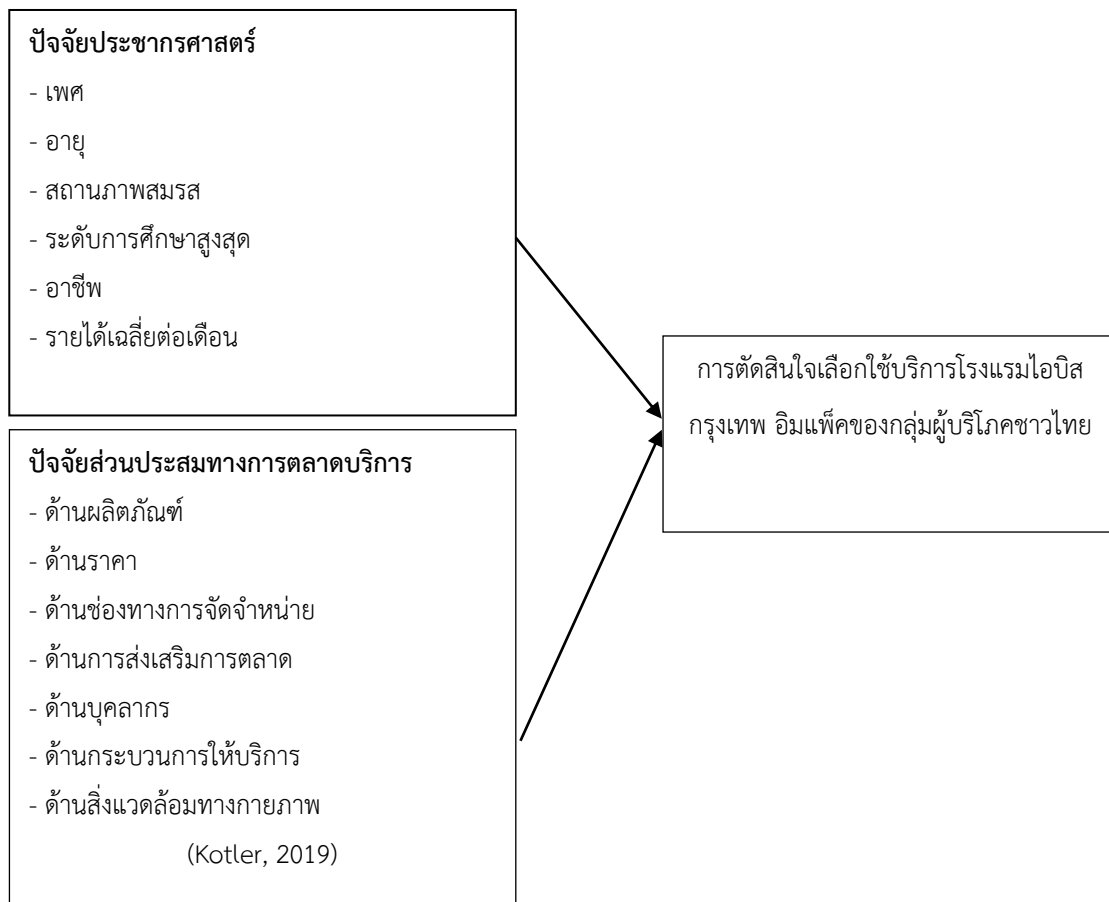 ปัจจัยประชากรศาสตร์
- เพศ
- อายุ
- สถานภาพสมรส
- ระดับการศึกษาสูงสุด
- อาชีพ
- รายได้เฉลี่ยต่อเดือน
การตัดสินใจเลือกใช้บริการโรงแรมไอบิส
กรุงเทพ อิมแพ็คของกลุ่มผู้บริโภคชาวไทย
ปัจจัยส่วนประสมทางการตลาดบริการ
- ด้านผลิตภัณฑ์
- ด้านราคา
- ด้านช่องทางการจัดจำหน่าย
- ด้านการส่งเสริมการตลาด
- ด้านบุคลากร
- ด้านกระบวนการให้บริการ
- ด้านสิ่งแวดล้อมทางกายภาพ
(Kotler, 2019)